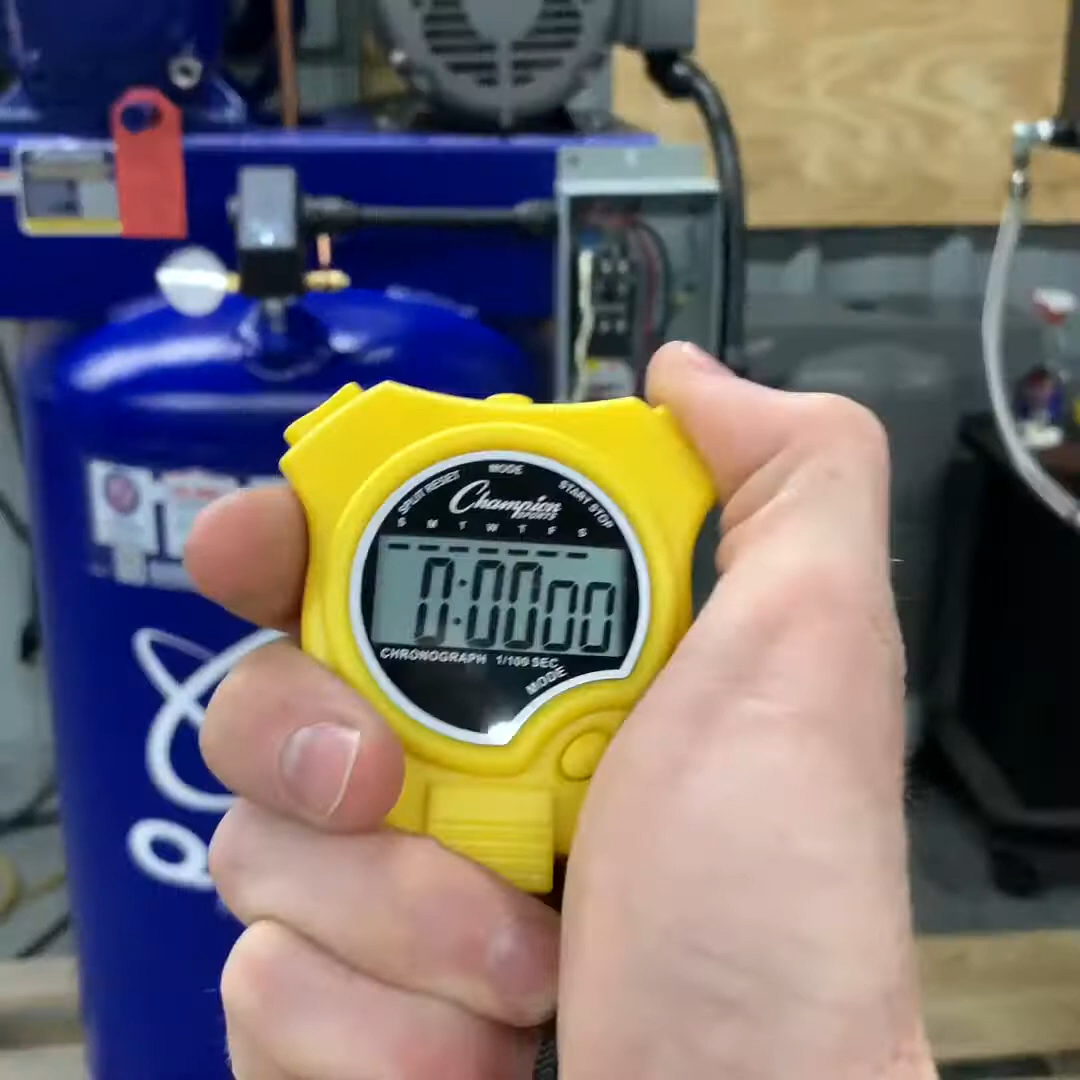 MODE
SPLIT RESET
START STOP
Champion
SPORTS
S M T W T F S
0:00 00
CHRONOGRAPH 1/100 SEC
MODE